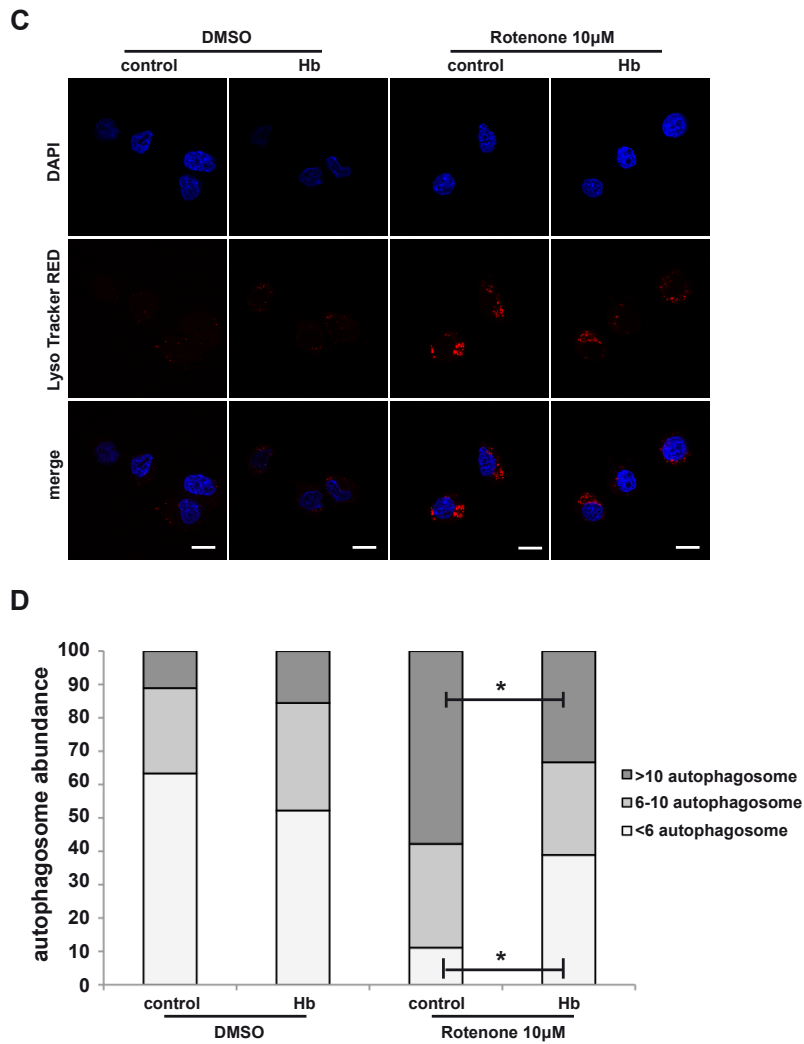 C
DMSO Rotenone 10µM
control Hb control Hb
DAPI
Lyso Tracker RED
merge
D
autophagosome abundance
100
90
80
70
60
50
40
30
20
10
0
*
*
>10 autophagosome
6-10 autophagosome
<6 autophagosome
control Hb control Hb
DMSO Rotenone 10µM